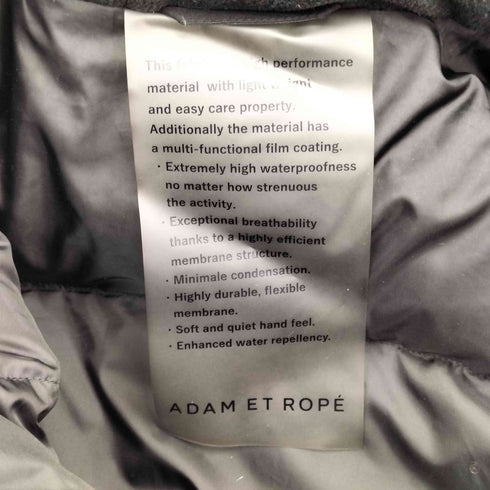 This high performance
material with light
and easy care property.
Additionally the material has
a multi-functional film coating.
· Extremely high waterproofness
no matter how strenuous
the activity.
· Exceptional breathability
thanks to a highly efficient
membrane structure.
· Minimale condensation.
· Highly durable, flexible
membrane.
· Soft and quiet hand feel.
· Enhanced water repellency.
ADAM ET ROPÉ